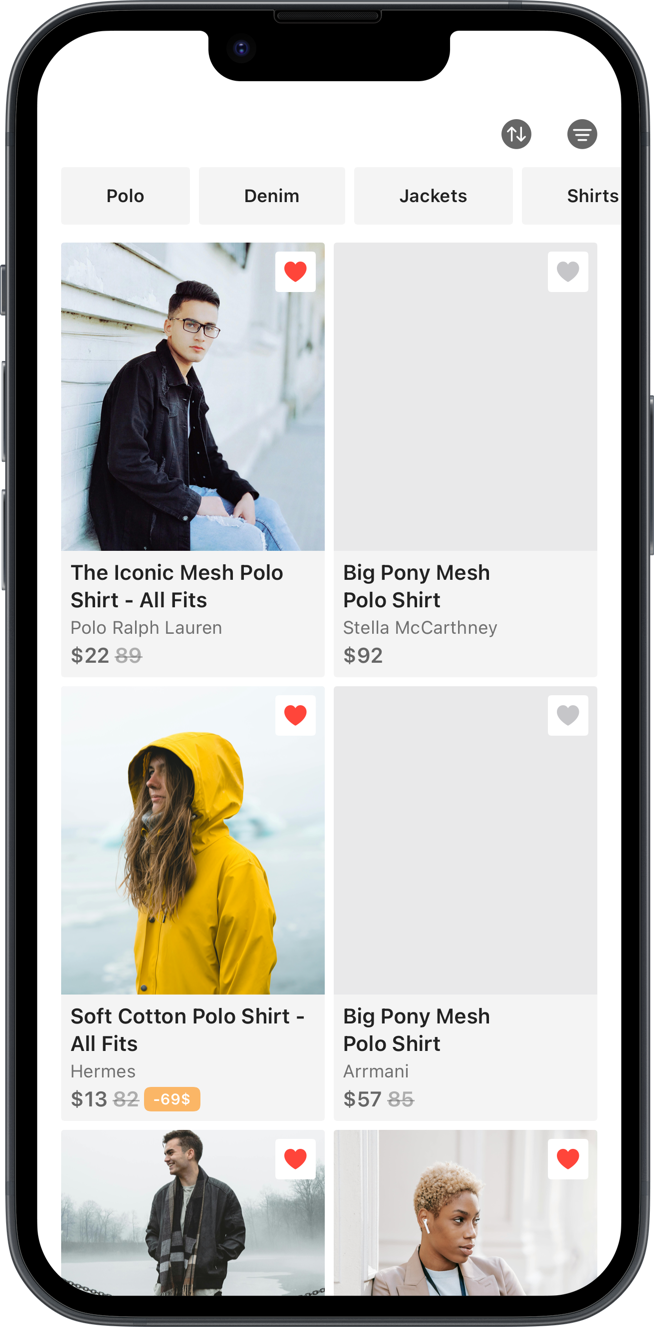 Polo
Denim
Jackets
Shirts
The Iconic Mesh Polo
Shirt - All Fits
Polo Ralph Lauren
$22 89
Big Pony Mesh
Polo Shirt
Stella McCarthney
$92
Soft Cotton Polo Shirt -
All Fits
Hermes
$13 82 -69$
Big Pony Mesh
Polo Shirt
Arrmani
$57 85